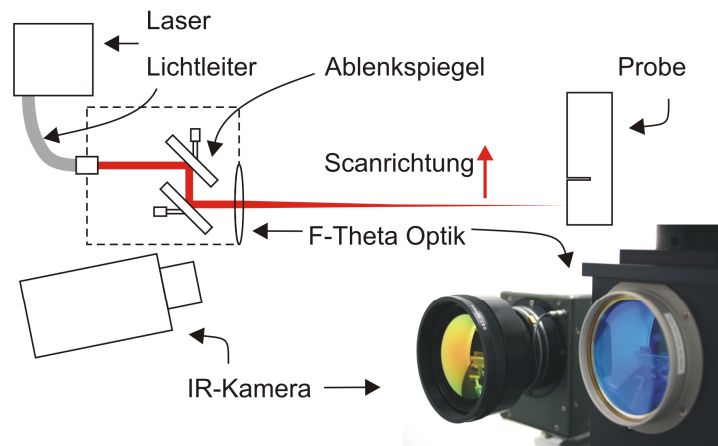 Laser
Lichtleiter
Ablenkspiegel
Probe
Scanrichtung
F-Theta Optik
IR-Kamera